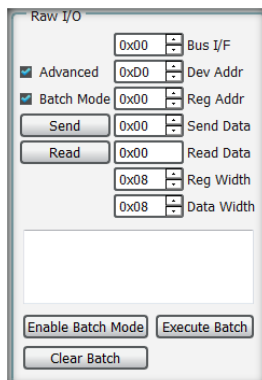 Raw I/O
0x00 Bus I/F
Advanced 0xD0 Dev Addr
Batch Mode 0x00 Reg Addr
Send 0x00 Send Data
Read 0x00 Read Data
0x08 Reg Width
0x08 Data Width
Enable Batch Mode Execute Batch
Clear Batch